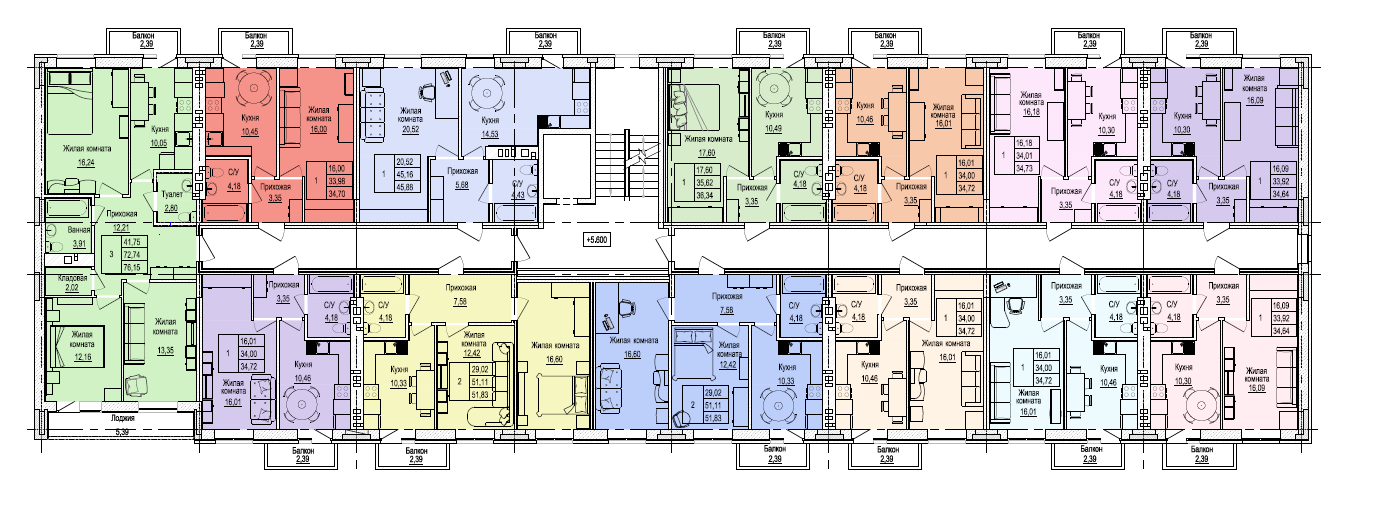 Балкон
2,39
Балкон
2,39
Балкон
2,39
Балкон
2,39
Балкон
2,39
Балкон
2,39
Балкон
2,39
Жилая комната
16,24
Кухня
10,05
Туалет
2,80
Прихожая
12,21
Ванная
3,91
3
41,75
72,74
76,15
Кладовая
2,02
Жилая
комната
12,16
Жилая
комната
13,35
Лоджия
5,39
Кухня
10,45
Жилая
комната
16,00
С/У
4,18
Прихожая
3,35
1
16,00
33,98
34,70
Жилая
комната
20,52
Кухня
14,53
1
20,52
45,16
45,88
Прихожая
5,68
С/У
4,43
+5.600
Жилая комната
17,60
Кухня
10,49
1
17,60
35,62
36,34
Прихожая
3,35
С/У
4,18
Кухня
10,46
Жилая
комната
16,01
С/У
4,18
Прихожая
3,35
1
16,01
34,00
34,72
Жилая
комната
16,18
Кухня
10,30
1
16,18
34,01
34,73
Прихожая
3,35
С/У
4,18
Кухня
10,30
Жилая
комната
16,09
С/У
4,18
Прихожая
3,35
1
16,09
33,92
34,64
Прихожая
3,35
С/У
4,18
1
16,01
34,00
34,72
Жилая
комната
16,01
Кухня
10,46
С/У
4,18
Прихожая
7,58
Кухня
10,33
Жилая
комната
12,42
2
29,02
51,11
51,83
Жилая комната
16,60
Жилая комната
16,60
Прихожая
7,58
С/У
4,18
Жилая
комната
12,42
2
29,02
51,11
51,83
Кухня
10,33
С/У
4,18
Прихожая
3,35
1
16,01
34,00
34,72
Кухня
10,46
Жилая
комната
16,01
Прихожая
3,35
С/У
4,18
1
16,01
34,00
34,72
Жилая
комната
16,01
Кухня
10,46
С/У
4,18
Прихожая
3,35
1
16,09
33,92
34,64
Кухня
10,30
Жилая
комната
16,09
Балкон
2,39
Балкон
2,39
Балкон
2,39
Балкон
2,39
Балкон
2,39
Балкон
2,39